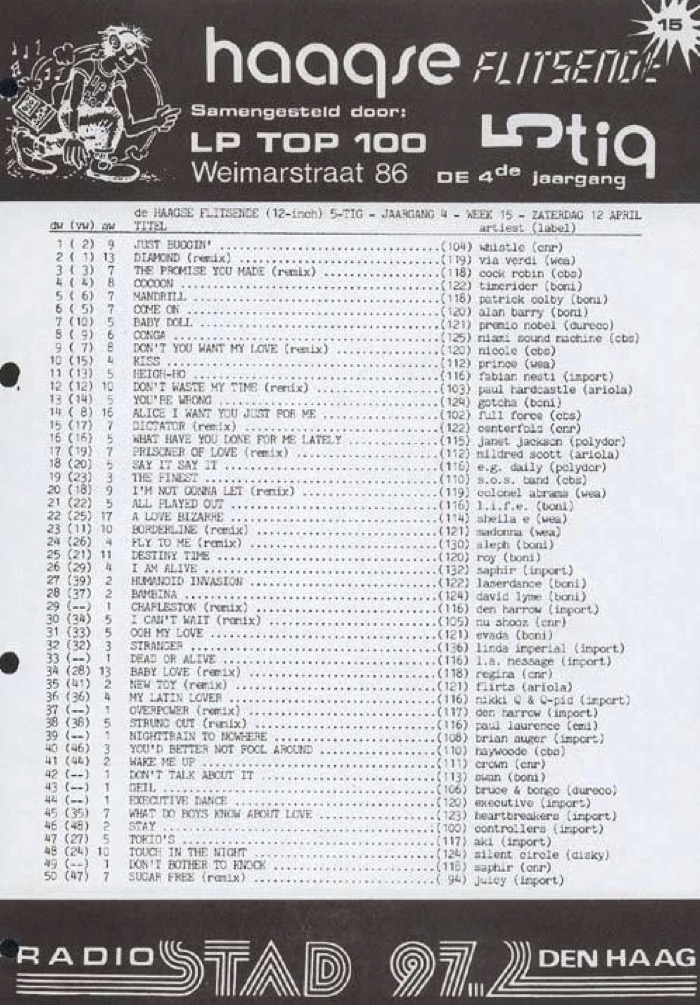 15
haagse FLITSENDE
Samengesteld door:
LP TOP 100
Weimarstraat 86
5tig
DE 4de jaargang
de HAAGSE FLITSENDE (12-inch) 5-TIG - JAARGANG 4 - WEEK 15 - ZATERDAG 12 APRIL
dw (vw) aw TITEL artiest (label)
1 ( 2) 9 JUST BUGGIN' (104) whistle (cnr)
2 ( 1) 13 DIAMOND (remix) (119) via verdi (wea)
3 ( 3) 7 THE PROMISE YOU MADE (remix) (118) cock robin (cbs)
4 ( 4) 8 COCOON (122) timerider (boni)
5 ( 6) 7 MANDRILL (118) patrick colby (boni)
6 ( 5) 7 COME ON (120) alan barry (boni)
7 (10) 5 BABY DOLL (121) premio nobel (dureco)
8 ( 9) 6 CONGA (125) miami sound machine (cbs)
9 ( 7) 8 DON'T YOU WANT MY LOVE (remix) (120) nicole (cbs)
10 (15) 4 KISS (112) prince (wea)
11 (13) 5 HEIGH-HO (116) fabian nesti (import)
12 (12) 10 DON'T WASTE MY TIME (remix) (103) paul hardcastle (ariola)
13 (14) 5 YOU'RE WRONG (124) gotcha (boni)
14 ( 8) 16 ALICE I WANT YOU JUST FOR ME (102) full force (cbs)
15 (17) 7 DICTATOR (remix) (122) centerfold (cnr)
16 (16) 5 WHAT HAVE YOU DONE FOR ME LATELY (115) janet jackson (polydor)
17 (19) 7 PRISONER OF LOVE (remix) (112) mildred scott (ariola)
18 (20) 5 SAY IT SAY IT (116) e.g. daily (polydor)
19 (23) 3 THE FINEST (110) s.o.s. band (cbs)
20 (18) 9 I'M NOT GONNA LET (remix) (119) colonel abrams (wea)
21 (22) 5 ALL PLAYED OUT (116) l.i.f.e. (boni)
22 (25) 17 A LOVE BIZARRE (114) sheila e (wea)
23 (11) 10 BORDERLINE (remix) (121) madonna (wea)
24 (26) 4 FLY TO ME (remix) (130) aleph (boni)
25 (21) 11 DESTINY TIME (120) roy (boni)
26 (29) 4 I AM ALIVE (132) saphir (import)
27 (39) 2 HUMANOID INVASION (122) laserdance (boni)
28 (37) 2 BAMBINA (124) david lyme (boni)
29 (--) 1 CHARLESTON (remix) (116) den harrow (import)
30 (34) 5 I CAN'T WAIT (remix) (105) nu shooz (cnr)
31 (33) 5 OOH MY LOVE (121) evada (boni)
32 (32) 3 STRANGER (136) linda imperial (import)
33 (--) 1 DEAD OR ALIVE (116) l.a. message (import)
34 (28) 13 BABY LOVE (remix) (118) regina (cnr)
35 (41) 2 NEW TOY (remix) (121) flirts (ariola)
36 (36) 4 MY LATIN LOVER (116) nikki Q & Q-pid (import)
37 (--) 1 OVERPOWER (remix) (117) den harrow (import)
38 (38) 5 STRUNG OUT (remix) (116) paul laurence (emi)
39 (--) 1 NIGHTTRAIN TO NOWHERE (108) brian auger (import)
40 (46) 3 YOU'D BETTER NOT FOOL AROUND (110) haywoode (cbs)
41 (44) 2 WAKE ME UP (111) crown (cnr)
42 (--) 1 DON'T TALK ABOUT IT (113) swan (boni)
43 (--) 1 GEIL (106) bruce & bongo (dureco)
44 (--) 1 EXECUTIVE DANCE (120) executive (import)
45 (35) 7 WHAT DO BOYS KNOW ABOUT LOVE (123) heartbreakers (import)
46 (48) 2 STAY (100) controllers (import)
47 (27) 5 TOKIO'S (117) aki (import)
48 (24) 10 TOUCH IN THE NIGHT (124) silent circle (disky)
49 (--) 1 DON'T BOTHER TO KNOCK (118) saphir (cnr)
50 (47) 7 SUGAR FREE (remix) ( 94) juicy (import)
RADIO STAD 97.2 DEN HAAG